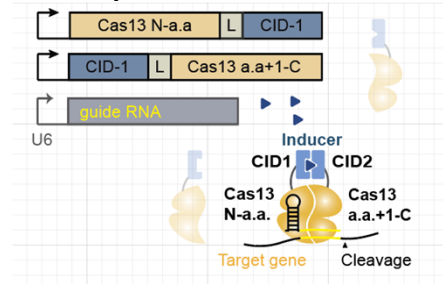 Cas13 N-a.a L CID-1
CID-1 L Cas13 a.a+1-C
guide RNA
U6
Inducer
CID1 CID2
Cas13 Cas13
N-a.a. a.a.+1-C
Target gene Cleavage